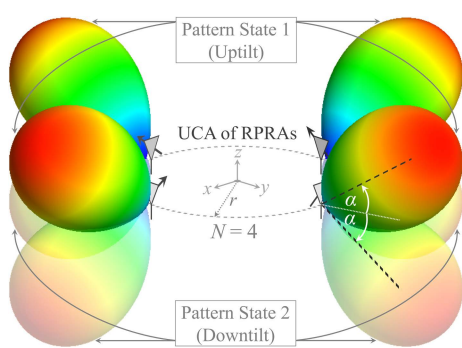 Pattern State 1
(Uptilt)
UCA of RPRAs
z
x
y
r
N = 4
α
α
Pattern State 2
(Downtilt)